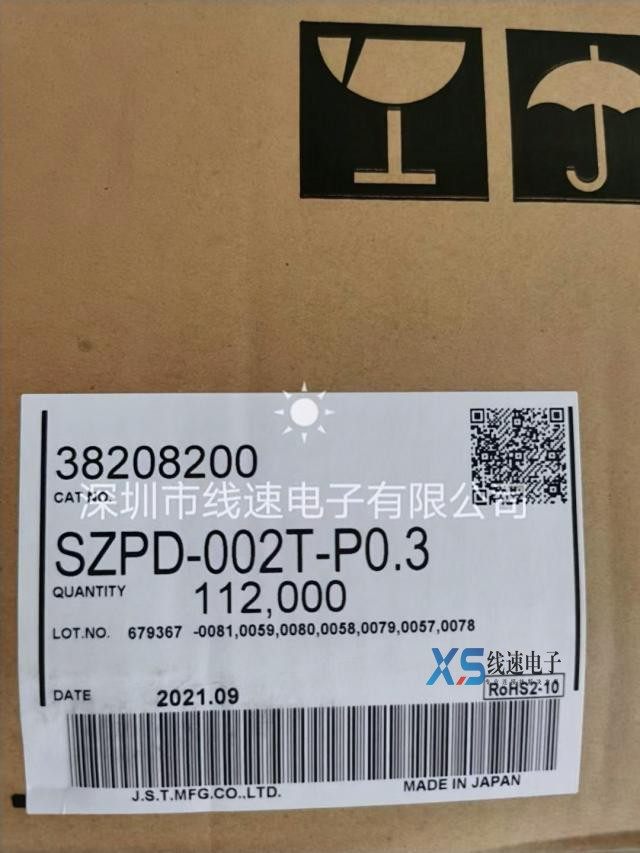 38208200
CAT NO.
深圳市线速电子有限公司
SZPD-002T-P0.3
QUANTITY 112,000
LOT.NO. 679367 -0081,0059,0080,0058,0079,0057,0078
XS线速电子
DATE 2021.09
RoHS2-10
J.S.T.MFG.CO.,LTD. MADE IN JAPAN